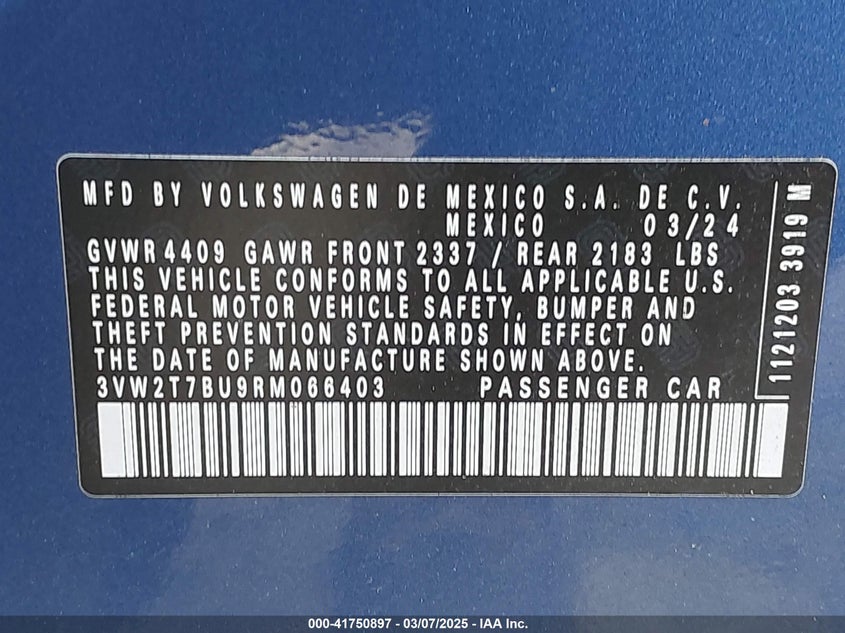 MFD BY VOLKSWAGEN DE MEXICO S.A. DE C.V.
MEXICO 03/24
GVWR 4409 GAWR FRONT 2337 / REAR 2183 LBS
THIS VEHICLE CONFORMS TO ALL APPLICABLE U.S.
FEDERAL MOTOR VEHICLE SAFETY, BUMPER AND
THEFT PREVENTION STANDARDS IN EFFECT ON
THE DATE OF MANUFACTURE SHOWN ABOVE.
3VW2T7BU9RM066403 PASSENGER CAR
1121203 3919 M
000-41750897 - 03/07/2025 - IAA Inc.